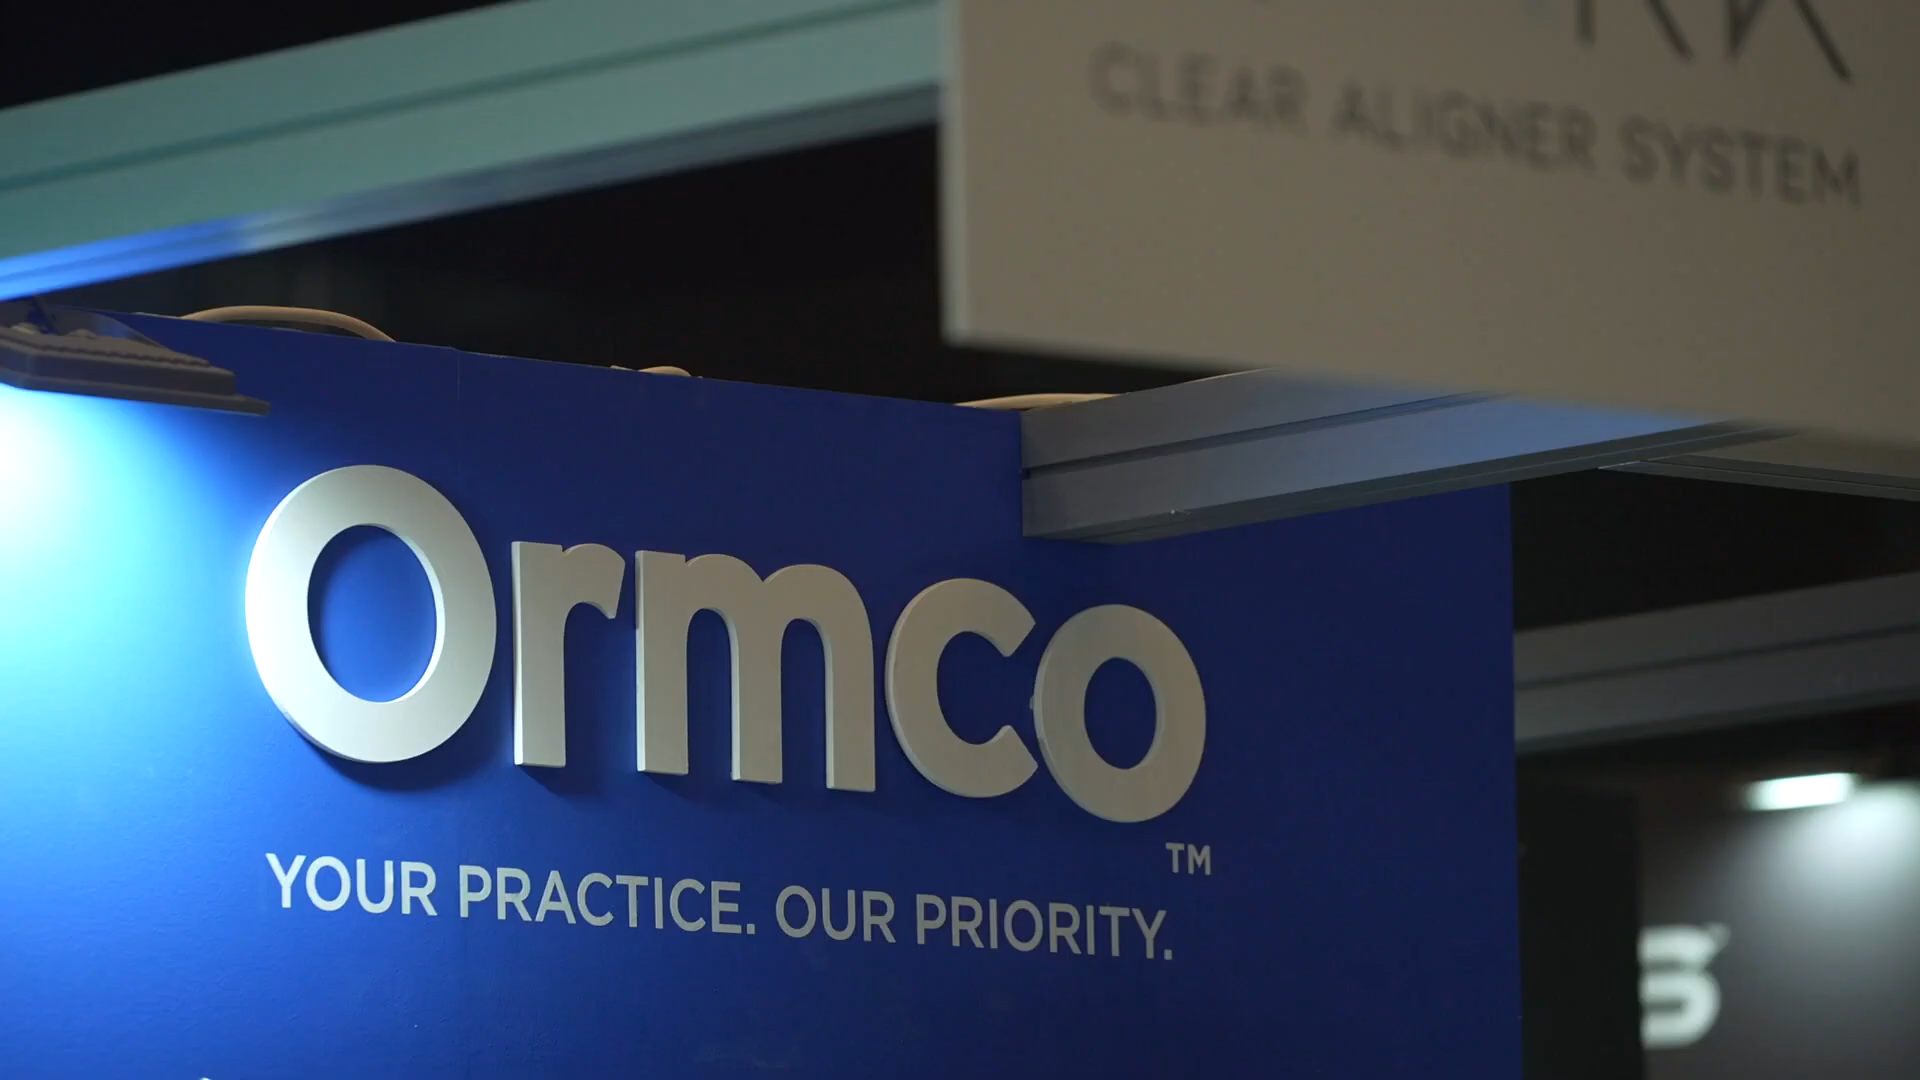 CLEAR ALIGNER SYSTEM
Ormco
TM
YOUR PRACTICE. OUR PRIORITY.